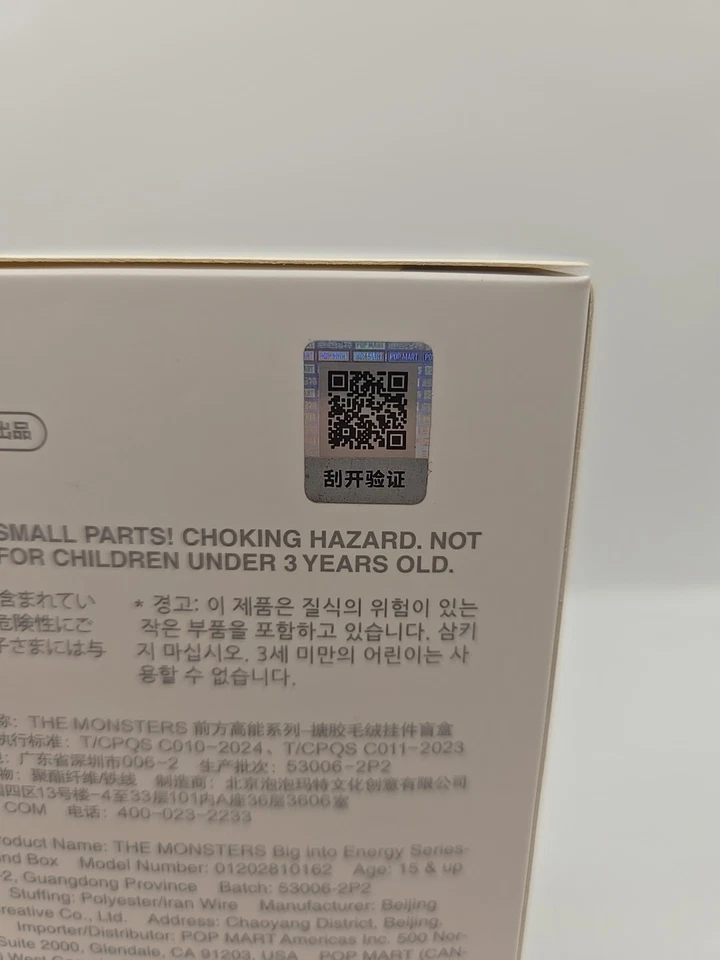 POP MART
POP MART
出品
刮开验证
SMALL PARTS! CHOKING HAZARD. NOT
FOR CHILDREN UNDER 3 YEARS OLD.
含まれてい
危険性にご
子さまには与
* 경고: 이 제품은 질식의 위험이 있는
작은 부품을 포함하고 있습니다. 삼키
지 마십시오. 3세 미만의 어린이는 사
용할 수 없습니다.
称: THE MONSTERS 前方高能系列-搪胶毛绒挂件盲盒
执行标准: T/CPQS C010-2024、T/CPQS C011-2023
: 广东省深圳市006-2 生产批次: 53006-2P2
物: 聚酯纤维/铁线 制造商: 北京泡泡玛特文化创意有限公司
四区13号楼-4至33层101内A座36层3606室
COM 电话: 400-023-2233
roduct Name: THE MONSTERS Big into Energy Series-
nd Box Model Number: 01202810162 Age: 15 & up
-2, Guangdong Province Batch: 53006-2P2
Stuffing: Polyester/Iran Wire Manufacturer: Beijing
reative Co., Ltd. Address: Chaoyang District, Beijing,
Importer/Distributor: POP MART Americas Inc. 500 Nor-
Suite 2000, Glendale, CA 91203, USA POP MART (CAN-